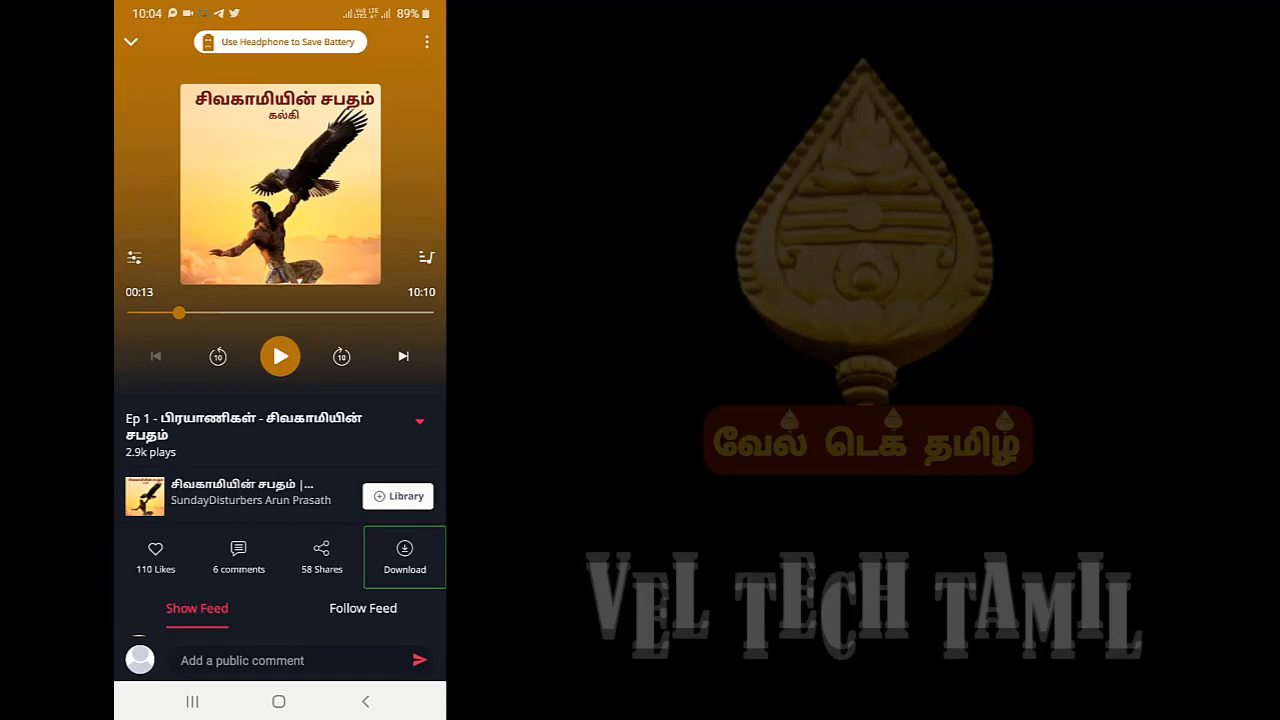 10:04
89%
Use Headphone to Save Battery
சிவகாமியின் சபதம்
கல்கி
00:13
10:10
10
10
Ep 1 - பிரயாணிகள் - சிவகாமியின்
சபதம்
2.9k plays
சிவகாமியின் சபதம் |...
SundayDisturbers Arun Prasath
Library
110 Likes
6 comments
58 Shares
Download
Show Feed
Follow Feed
Add a public comment
வேல் டெக் தமிழ்
VEL TECH TAMIL